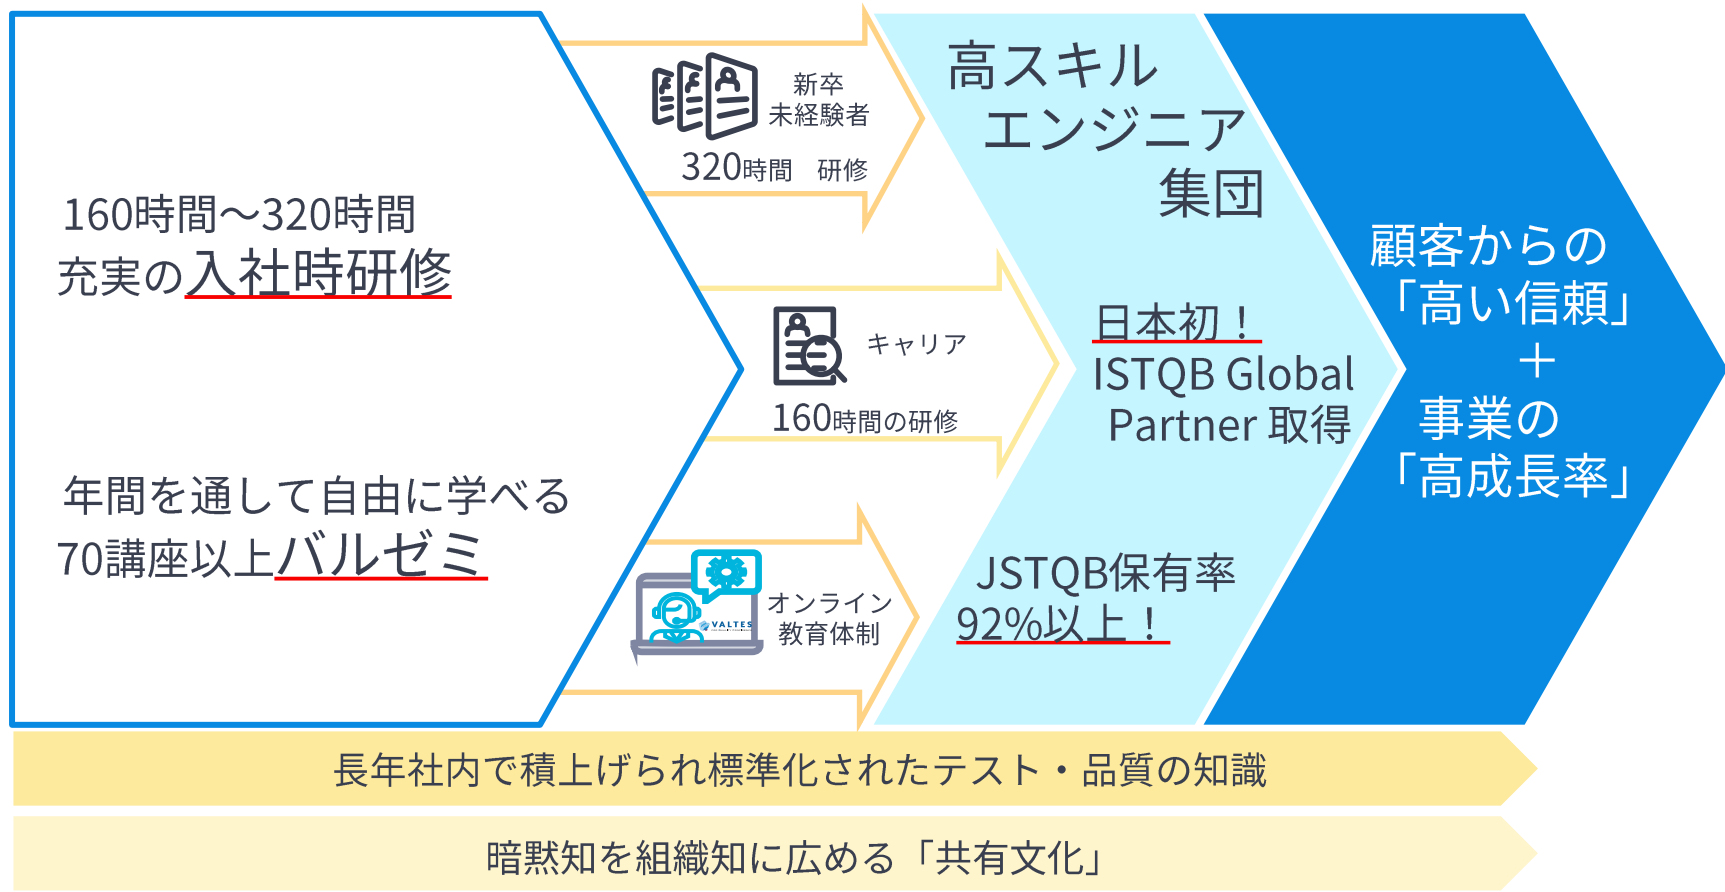 160時間～320時間
充実の入社時研修
年間を通して自由に学べる
70講座以上バルゼミ
新卒
未経験者
320時間　研修
キャリア
160時間の研修
VALTES
オンライン
教育体制
高スキル
エンジニア
集団
日本初！
ISTQB Global
Partner 取得
JSTQB保有率
92%以上！
顧客からの
「高い信頼」
＋
事業の
「高成長率」
長年社内で積上げられ標準化されたテスト・品質の知識
暗黙知を組織知に広める「共有文化」